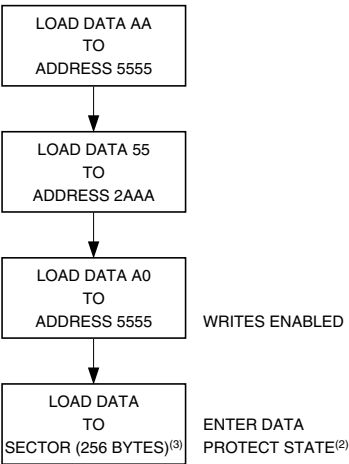 LOAD DATA AA
TO
ADDRESS 5555
LOAD DATA 55
TO
ADDRESS 2AAA
LOAD DATA A0
TO
ADDRESS 5555
WRITES ENABLED
LOAD DATA
TO
SECTOR (256 BYTES)(3)
ENTER DATA
PROTECT STATE(2)